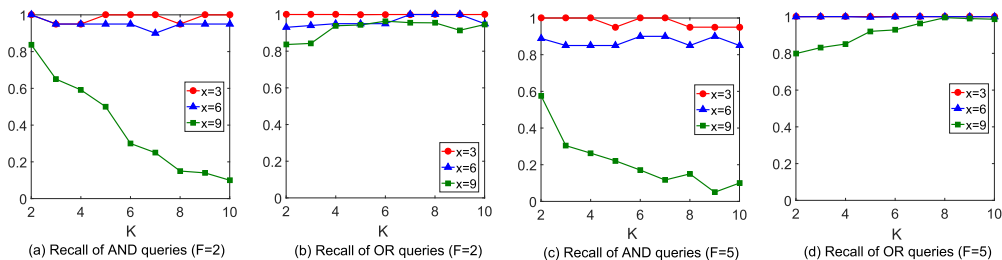 1
0.8
0.6
0.4
0.2
0
2 4 6 8 10
K
x=3
x=6
x=9
(a) Recall of AND queries (F=2)
1
0.8
0.6
0.4
0.2
0
2 4 6 8 10
K
x=3
x=6
x=9
(b) Recall of OR queries (F=2)
1
0.8
0.6
0.4
0.2
0
2 4 6 8 10
K
x=3
x=6
x=9
(c) Recall of AND queries (F=5)
1
0.8
0.6
0.4
0.2
0
2 4 6 8 10
K
x=3
x=6
x=9
(d) Recall of OR queries (F=5)